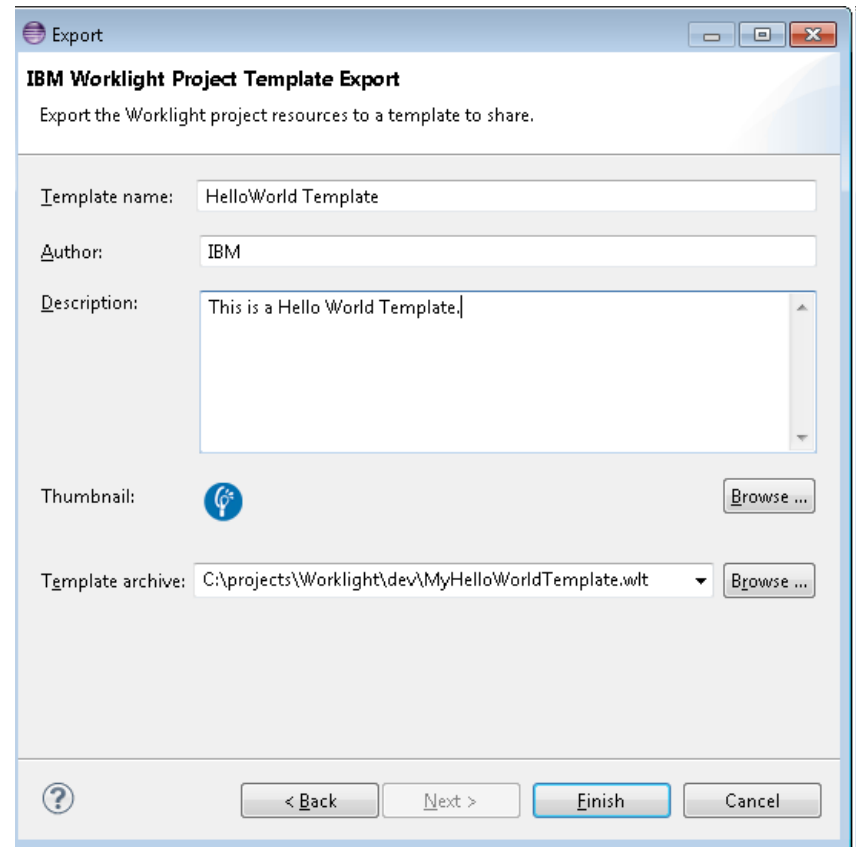 Export
IBM Worklight Project Template Export
Export the Worklight project resources to a template to share.
Template name: HelloWorld Template
Author: IBM
Description: This is a Hello World Template.
Thumbnail: Browse ...
Template archive: C:\projects\Worklight\dev\MyHelloWorldTemplate.wlt Browse ...
? < Back Next > Finish Cancel